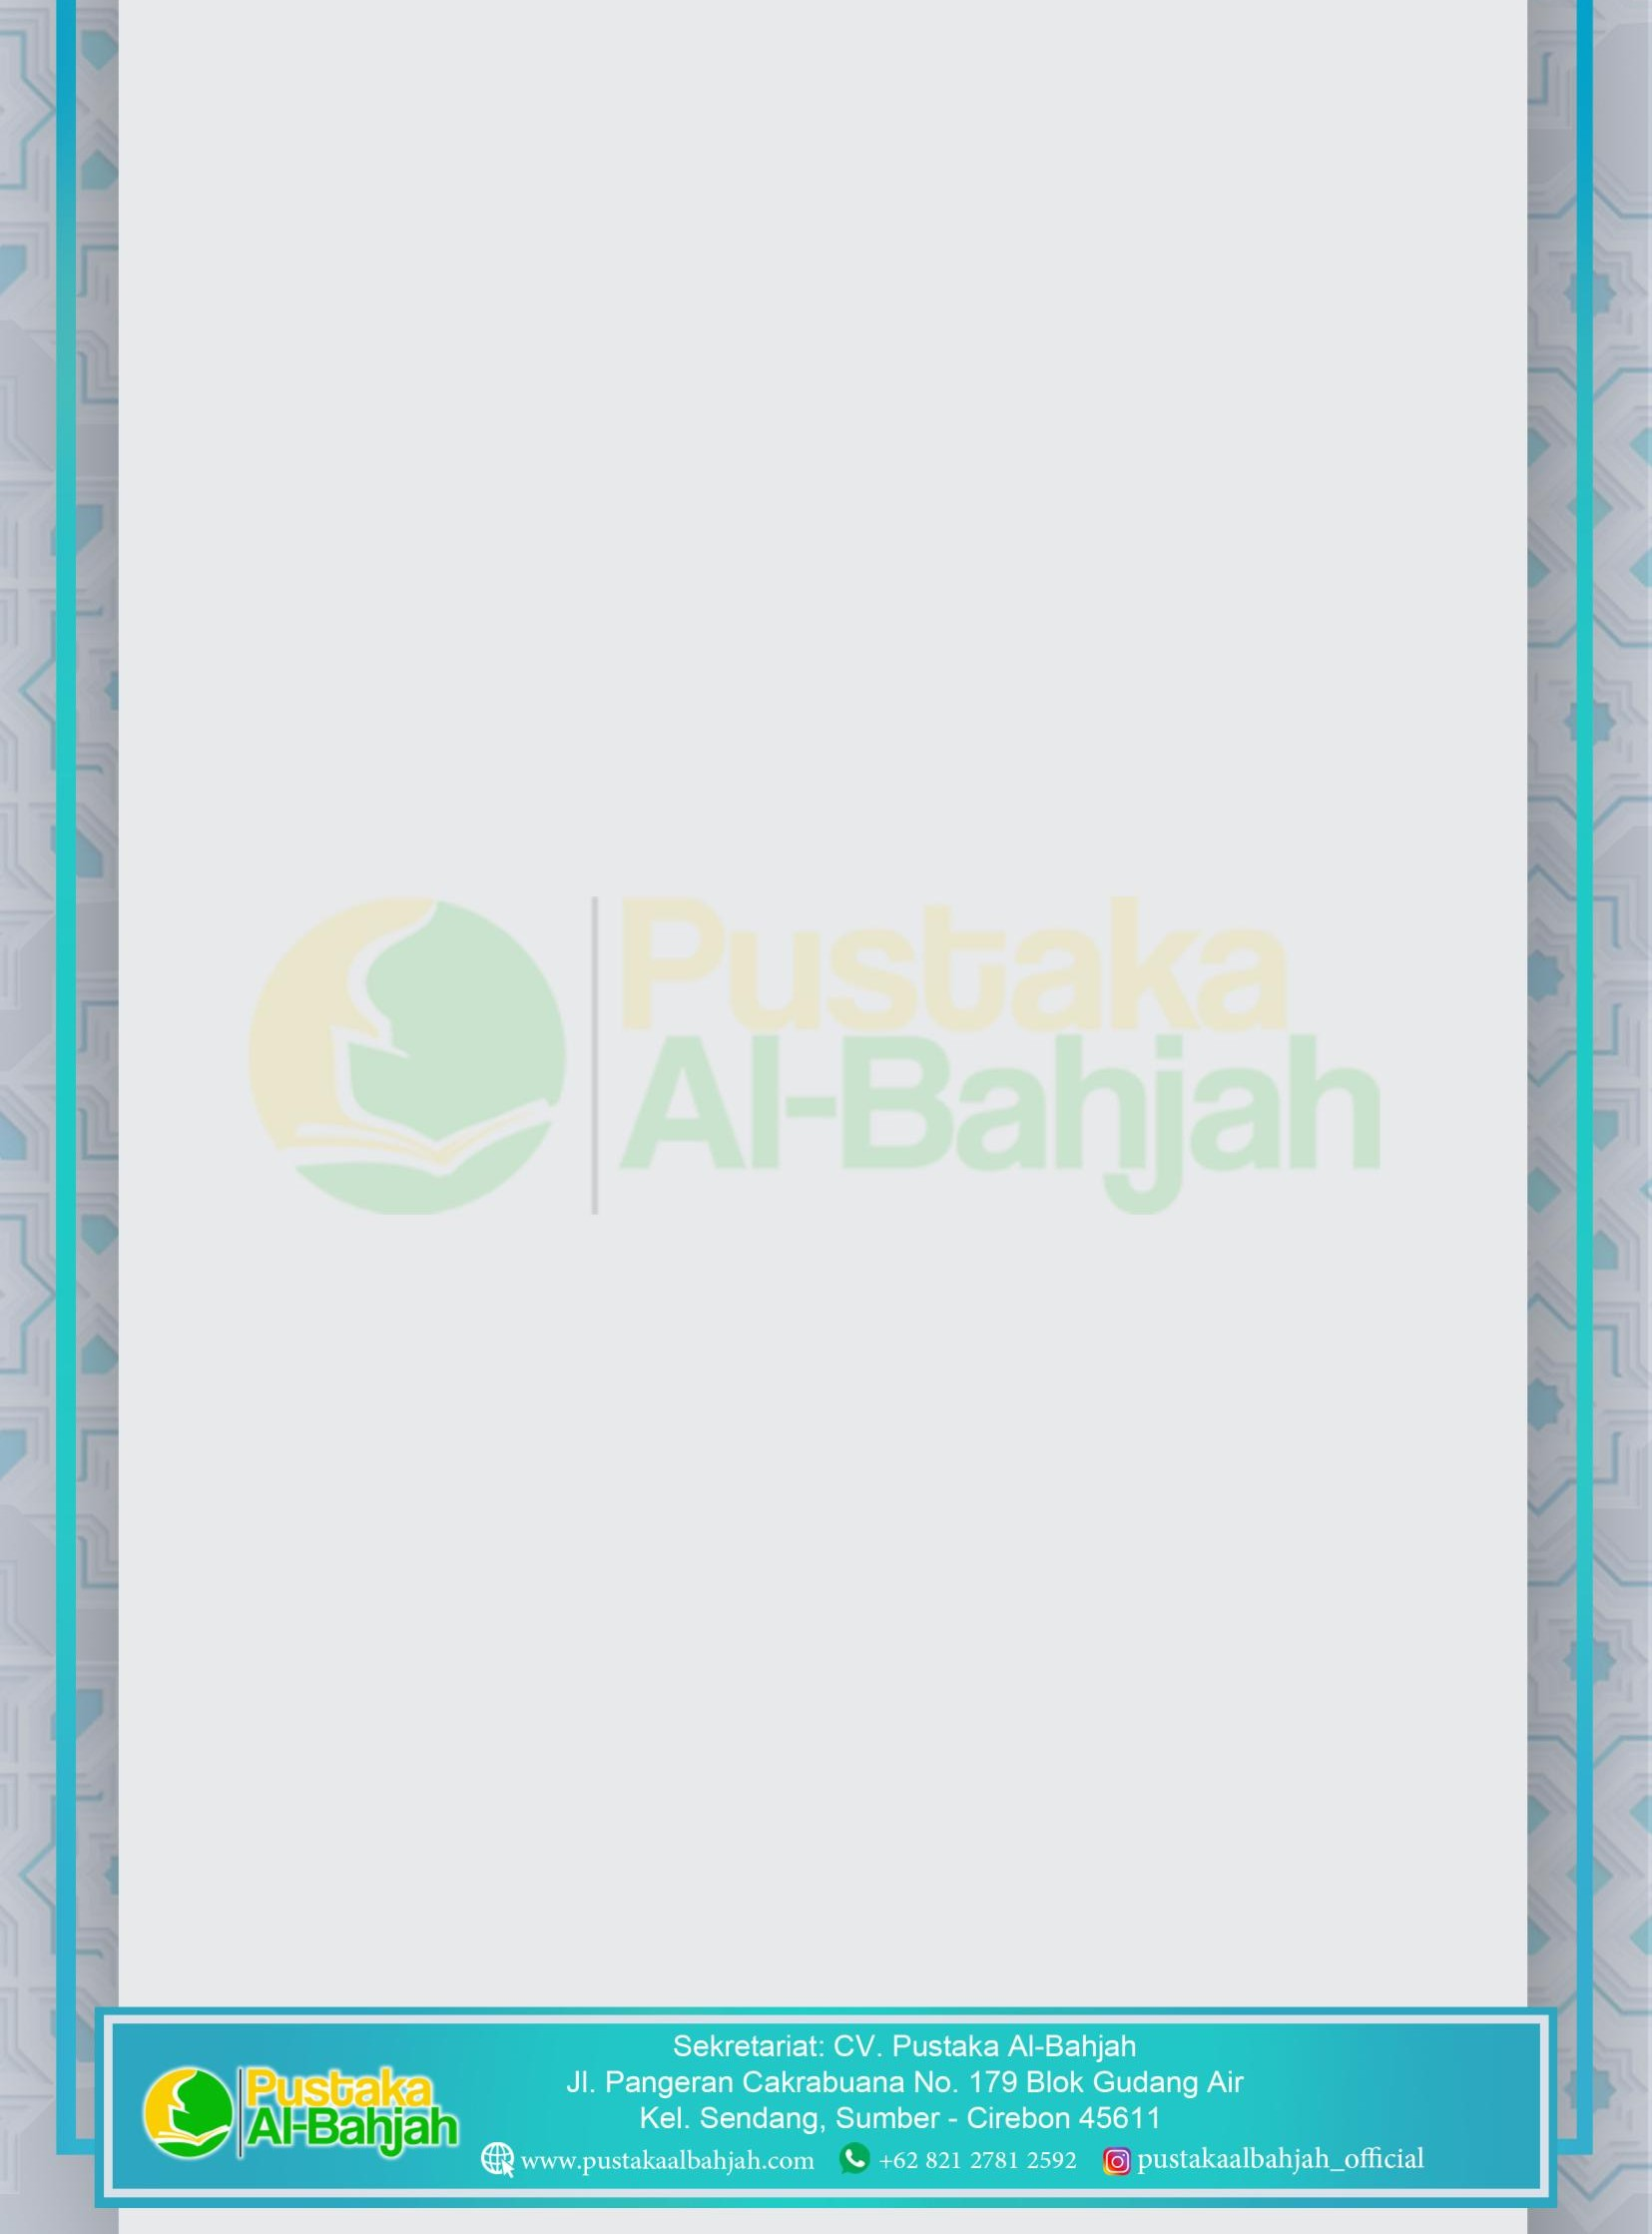 Pustaka
Al-Bahjah
Pustaka
Al-Bahjah
Sekretariat: CV. Pustaka Al-Bahjah
Jl. Pangeran Cakrabuana No. 179 Blok Gudang Air
Kel. Sendang, Sumber - Cirebon 45611
www.pustakaalbahjah.com +62 821 2781 2592 pustakaalbahjah_official